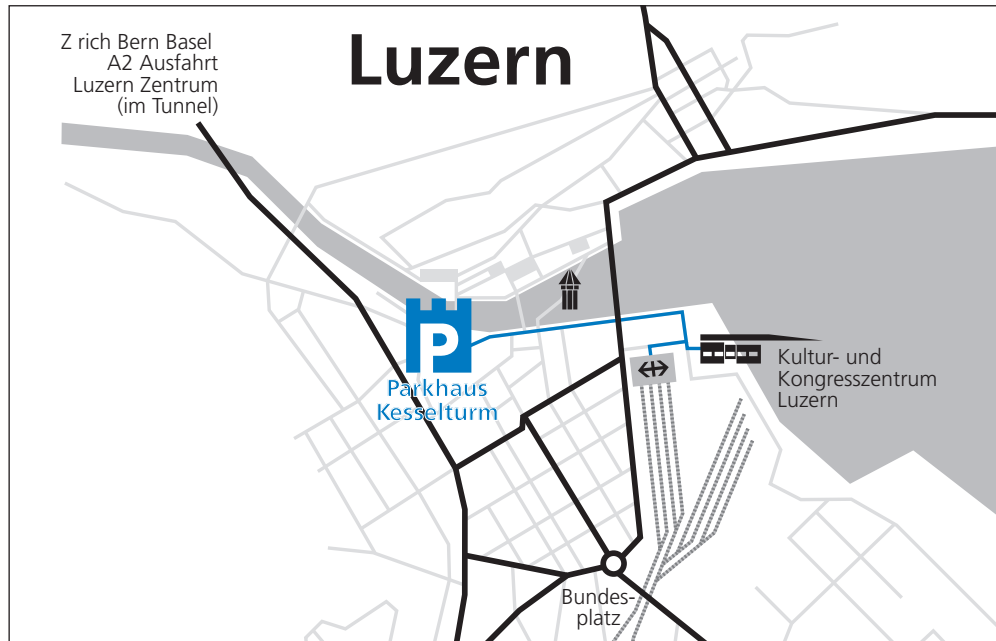 Luzern
Z rich Bern Basel
A2 Ausfahrt
Luzern Zentrum
(im Tunnel)
P
Parkhaus
Kesselturm
Kultur- und
Kongresszentrum
Luzern
Bundes-
platz